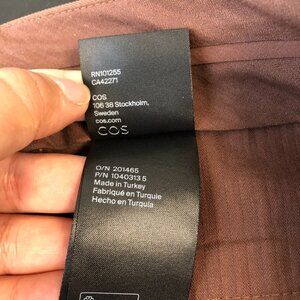 RN101255
CA42271
COS
106 38 Stockholm,
Sweden
cos.com
COS
O/N 201465
P/N 1040313 5
Made in Turkey
Fabriqué en Turquie
Hecho en Turquía